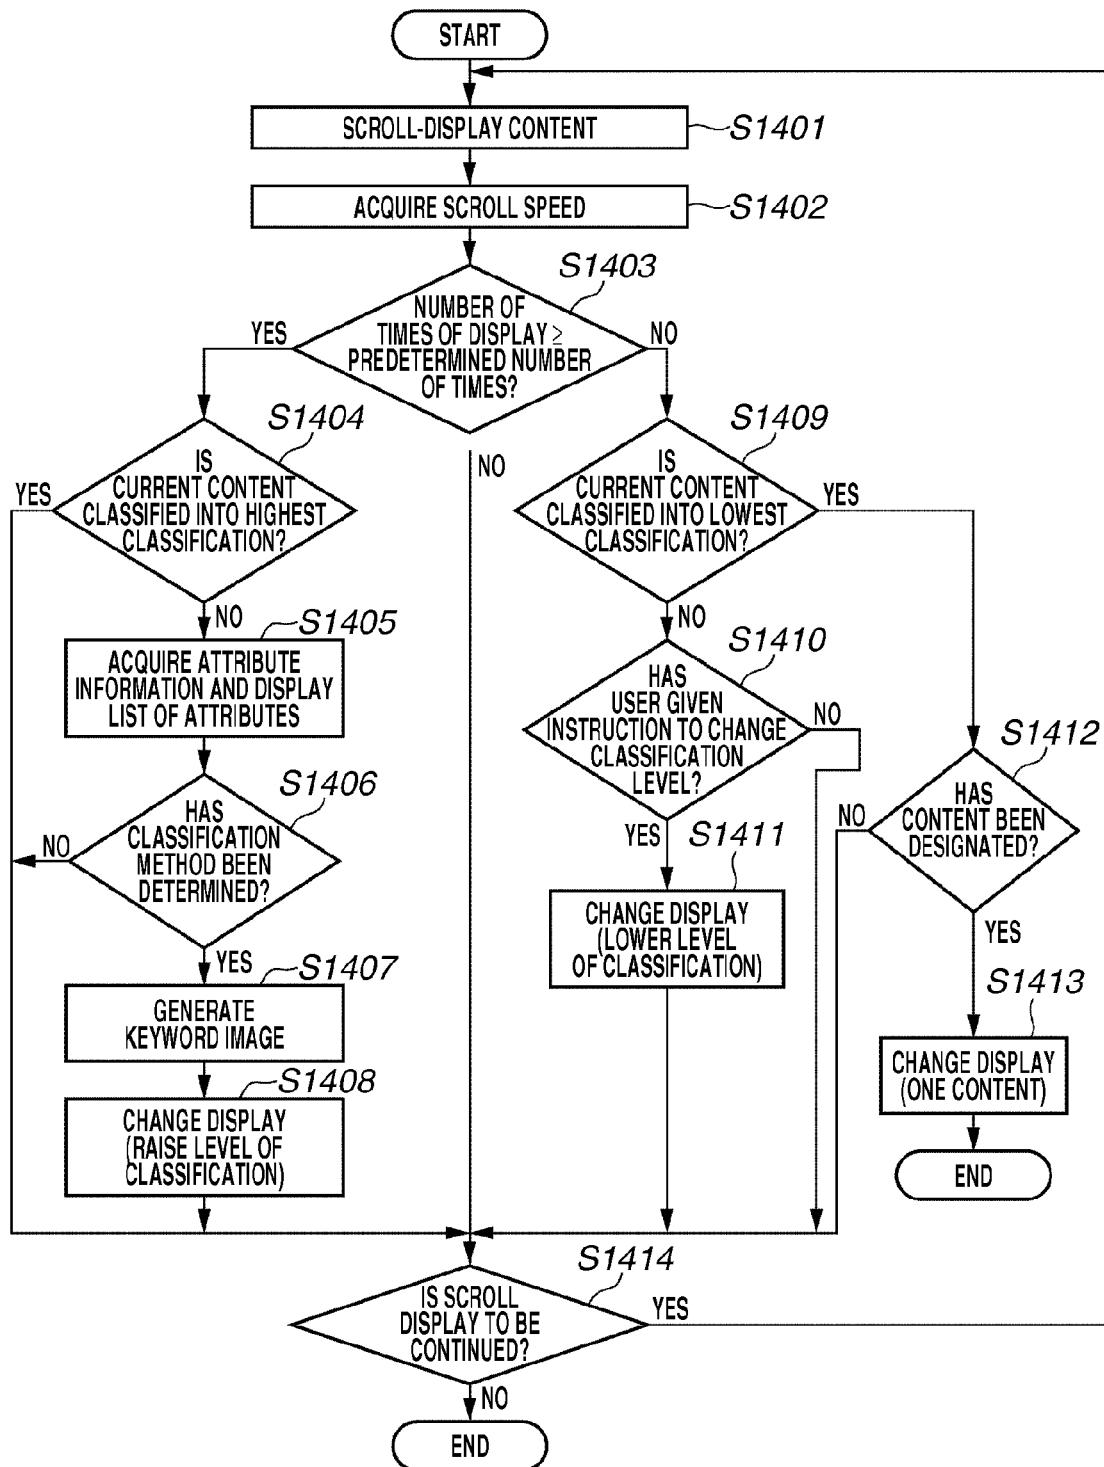 START
SCROLL-DISPLAY CONTENT
S1401
ACQUIRE SCROLL SPEED
S1402
S1403
NUMBER OF
TIMES OF DISPLAY ≥
PREDETERMINED NUMBER
OF TIMES?
YES
NO
NO
S1404
IS
CURRENT CONTENT
CLASSIFIED INTO HIGHEST
CLASSIFICATION?
YES
NO
S1405
ACQUIRE ATTRIBUTE
INFORMATION AND DISPLAY
LIST OF ATTRIBUTES
S1406
HAS
CLASSIFICATION
METHOD BEEN
DETERMINED?
NO
YES
S1407
GENERATE
KEYWORD IMAGE
S1408
CHANGE DISPLAY
(RAISE LEVEL OF
CLASSIFICATION)
S1409
IS
CURRENT CONTENT
CLASSIFIED INTO LOWEST
CLASSIFICATION?
YES
NO
S1410
HAS
USER GIVEN
INSTRUCTION TO CHANGE
CLASSIFICATION
LEVEL?
NO
YES
S1411
CHANGE DISPLAY
(LOWER LEVEL
OF CLASSIFICATION)
S1412
HAS
CONTENT BEEN
DESIGNATED?
NO
YES
S1413
CHANGE DISPLAY
(ONE CONTENT)
END
S1414
IS SCROLL
DISPLAY TO BE
CONTINUED?
YES
NO
END